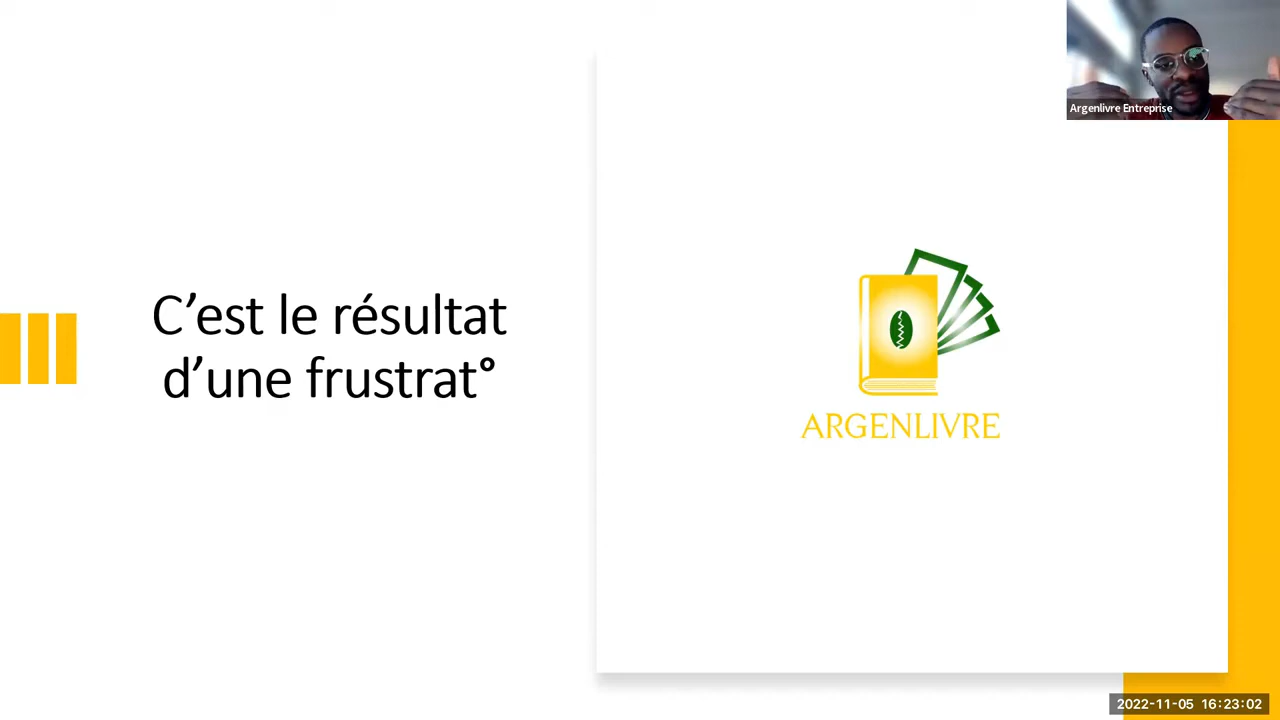 Argenlivre Entreprise
C’est le résultat
d’une frustrat°
ARGENLIVRE
2022-11-05 16:23:02